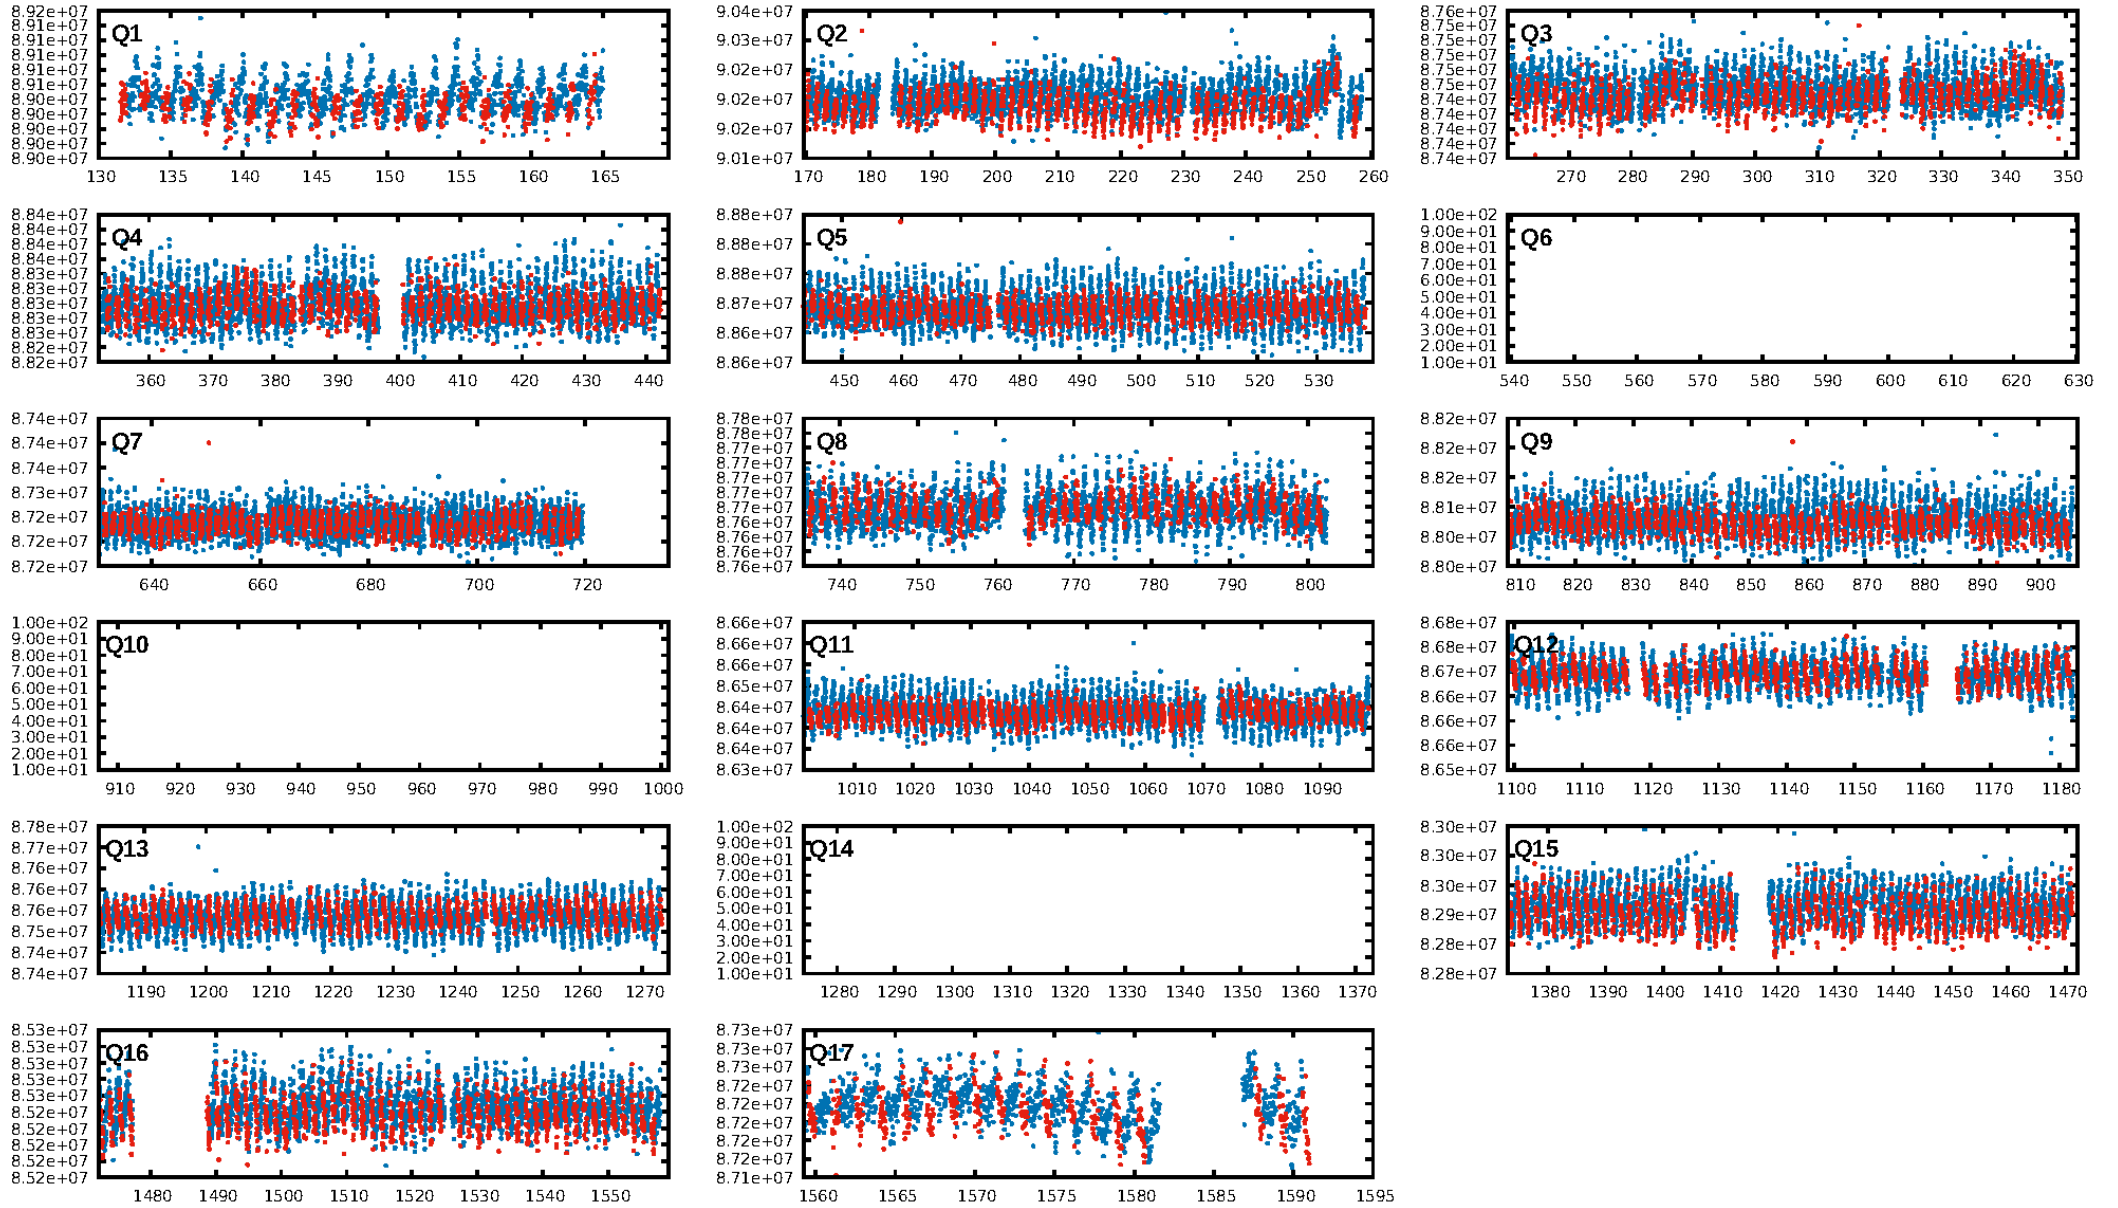 Q1
8.92e+07
8.91e+07
8.91e+07
8.91e+07
8.91e+07
8.91e+07
8.90e+07
8.90e+07
8.90e+07
8.90e+07
8.90e+07
130 135 140 145 150 155 160 165
Q2
9.04e+07
9.03e+07
9.02e+07
9.02e+07
9.02e+07
9.01e+07
170 180 190 200 210 220 230 240 250 260
Q3
8.76e+07
8.75e+07
8.75e+07
8.75e+07
8.75e+07
8.75e+07
8.74e+07
8.74e+07
8.74e+07
8.74e+07
8.74e+07
270 280 290 300 310 320 330 340 350
Q4
8.84e+07
8.84e+07
8.84e+07
8.84e+07
8.83e+07
8.83e+07
8.83e+07
8.83e+07
8.83e+07
8.82e+07
8.82e+07
360 370 380 390 400 410 420 430 440
Q5
8.88e+07
8.88e+07
8.88e+07
8.87e+07
8.86e+07
8.86e+07
450 460 470 480 490 500 510 520 530
Q6
1.00e+02
9.00e+01
8.00e+01
7.00e+01
6.00e+01
5.00e+01
4.00e+01
3.00e+01
2.00e+01
1.00e+01
540 550 560 570 580 590 600 610 620 630
Q7
8.74e+07
8.74e+07
8.74e+07
8.73e+07
8.72e+07
8.72e+07
8.72e+07
640 660 680 700 720
Q8
8.78e+07
8.78e+07
8.77e+07
8.77e+07
8.77e+07
8.77e+07
8.77e+07
8.76e+07
8.76e+07
8.76e+07
8.76e+07
740 750 760 770 780 790 800
Q9
8.82e+07
8.82e+07
8.82e+07
8.81e+07
8.80e+07
8.80e+07
810 820 830 840 850 860 870 880 890 900
Q10
1.00e+02
9.00e+01
8.00e+01
7.00e+01
6.00e+01
5.00e+01
4.00e+01
3.00e+01
2.00e+01
1.00e+01
910 920 930 940 950 960 970 980 990 1000
Q11
8.66e+07
8.66e+07
8.66e+07
8.65e+07
8.64e+07
8.64e+07
8.64e+07
8.63e+07
1010 1020 1030 1040 1050 1060 1070 1080 1090
Q12
8.68e+07
8.68e+07
8.67e+07
8.66e+07
8.66e+07
8.66e+07
8.65e+07
1100 1110 1120 1130 1140 1150 1160 1170 1180
Q13
8.78e+07
8.77e+07
8.76e+07
8.76e+07
8.76e+07
8.75e+07
8.74e+07
8.74e+07
1190 1200 1210 1220 1230 1240 1250 1260 1270
Q14
1.00e+02
9.00e+01
8.00e+01
7.00e+01
6.00e+01
5.00e+01
4.00e+01
3.00e+01
2.00e+01
1.00e+01
1280 1290 1300 1310 1320 1330 1340 1350 1360 1370
Q15
8.30e+07
8.30e+07
8.30e+07
8.29e+07
8.28e+07
8.28e+07
1380 1390 1400 1410 1420 1430 1440 1450 1460 1470
Q16
8.53e+07
8.53e+07
8.53e+07
8.53e+07
8.53e+07
8.52e+07
8.52e+07
8.52e+07
8.52e+07
8.52e+07
1480 1490 1500 1510 1520 1530 1540 1550
Q17
8.73e+07
8.73e+07
8.73e+07
8.72e+07
8.72e+07
8.72e+07
8.72e+07
8.72e+07
8.71e+07
1560 1565 1570 1575 1580 1585 1590 1595